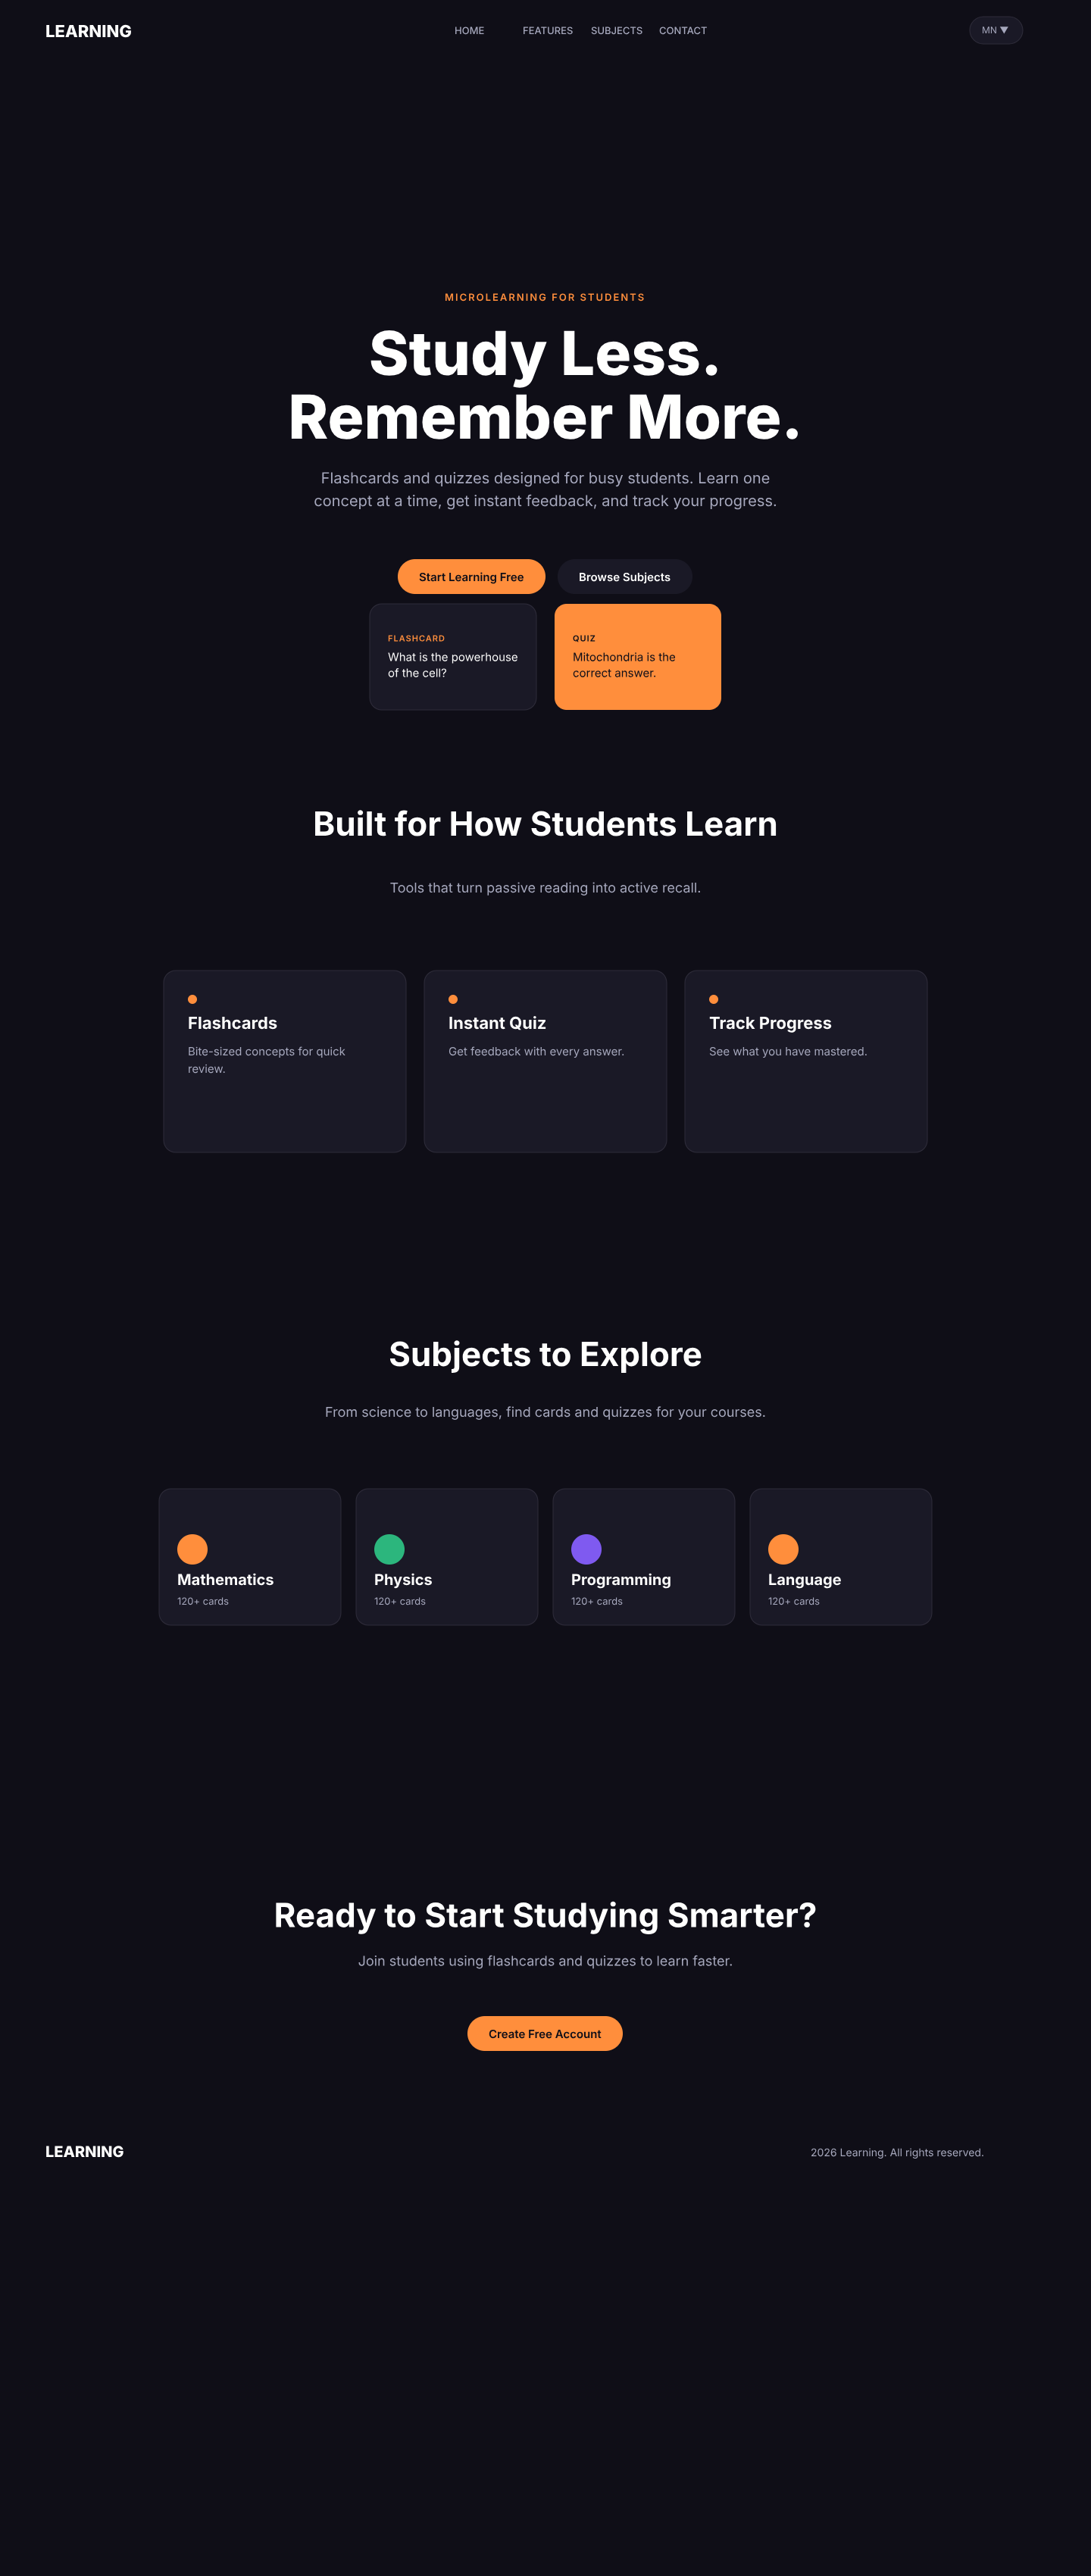 LEARNING
HOME FEATURES SUBJECTS CONTACT
MN ▼
MICROLEARNING FOR STUDENTS
Study Less.
Remember More.
Flashcards and quizzes designed for busy students. Learn one
concept at a time, get instant feedback, and track your progress.
Start Learning Free
Browse Subjects
FLASHCARD
What is the powerhouse
of the cell?
QUIZ
Mitochondria is the
correct answer.
Built for How Students Learn
Tools that turn passive reading into active recall.
Flashcards
Bite-sized concepts for quick
review.
Instant Quiz
Get feedback with every answer.
Track Progress
See what you have mastered.
Subjects to Explore
From science to languages, find cards and quizzes for your courses.
Mathematics
120+ cards
Physics
120+ cards
Programming
120+ cards
Language
120+ cards
Ready to Start Studying Smarter?
Join students using flashcards and quizzes to learn faster.
Create Free Account
LEARNING
2026 Learning. All rights reserved.